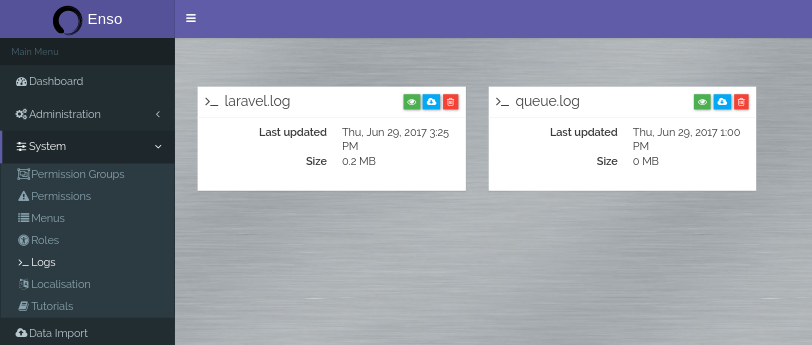 Enso
Main Menu
Dashboard
Administration
System
Permission Groups
Permissions
Menus
Roles
Logs
Localisation
Tutorials
Data Import
laravel.log
Last updated Thu, Jun 29, 2017 3:25
PM
Size 0.2 MB
queue.log
Last updated Thu, Jun 29, 2017 1:00
PM
Size 0 MB